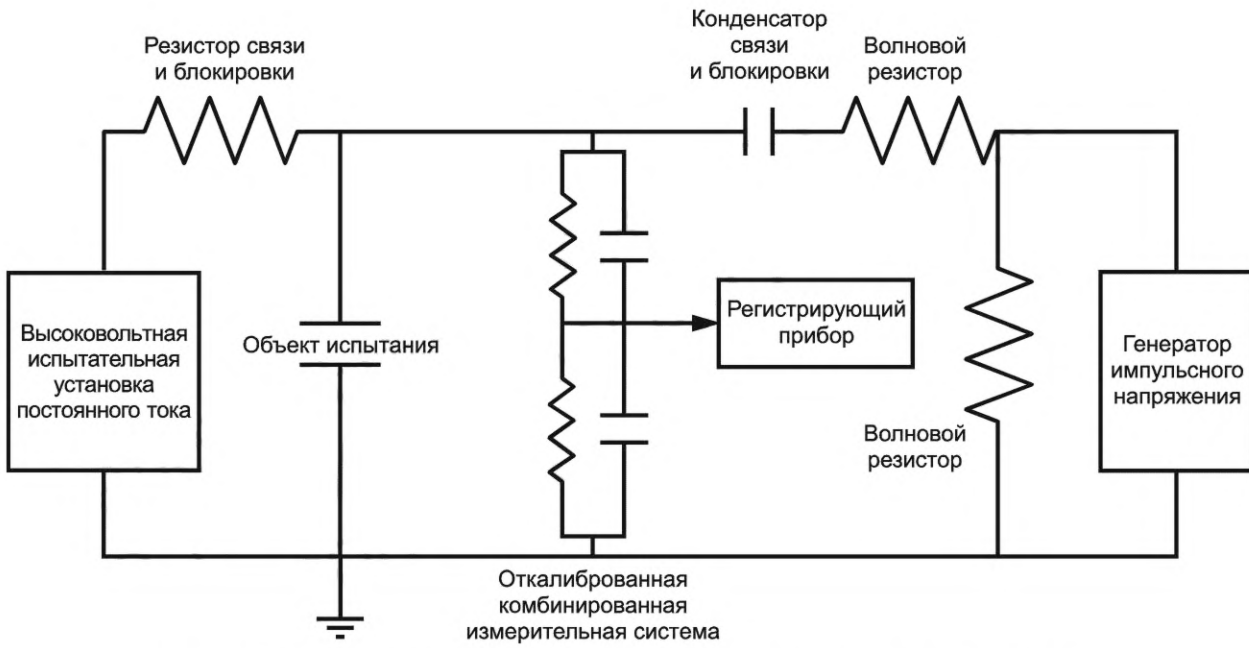 Резистор связи
и блокировки
Конденсатор
связи
и блокировки
Волновой
резистор
Высоковольтная
испытательная
установка
постоянного тока
Объект испытания
Регистрирующий
прибор
Волновой
резистор
Генератор
импульсного
напряжения
Откалиброванная
комбинированная
измерительная система